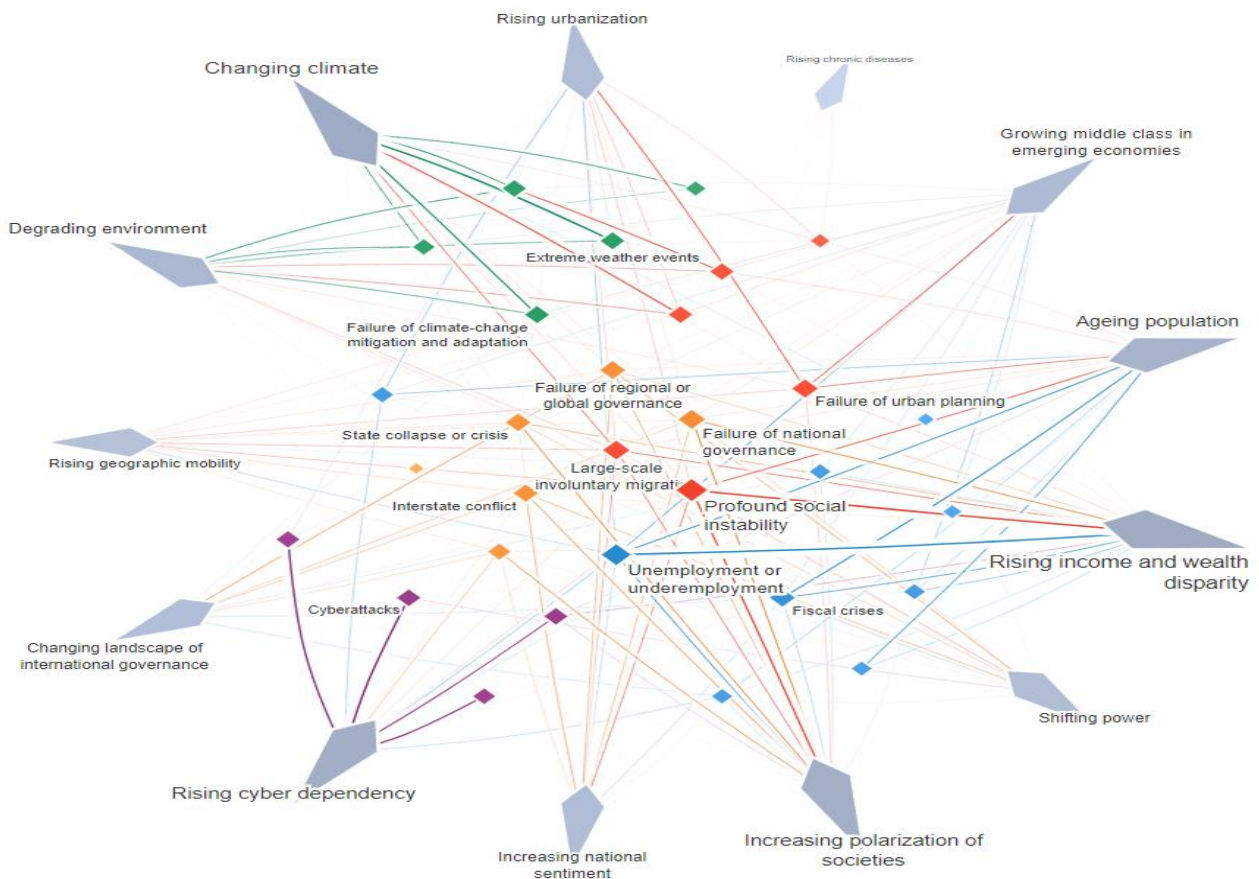 Rising urbanization
Changing climate
Rising chronic diseases
Growing middle class in
emerging economies
Degrading environment
Extreme weather events
Ageing population
Failure of climate-change
mitigation and adaptation
Failure of regional or
global governance
Failure of urban planning
State collapse or crisis
Failure of national
governance
Rising geographic mobility
Large-scale
involuntary migrati
Interstate conflict
Profound social
instability
Rising income and wealth
disparity
Unemployment or
underemployment
Cyberattacks
Fiscal crises
Changing landscape of
international governance
Shifting power
Rising cyber dependency
Increasing national
sentiment
Increasing polarization of
societies